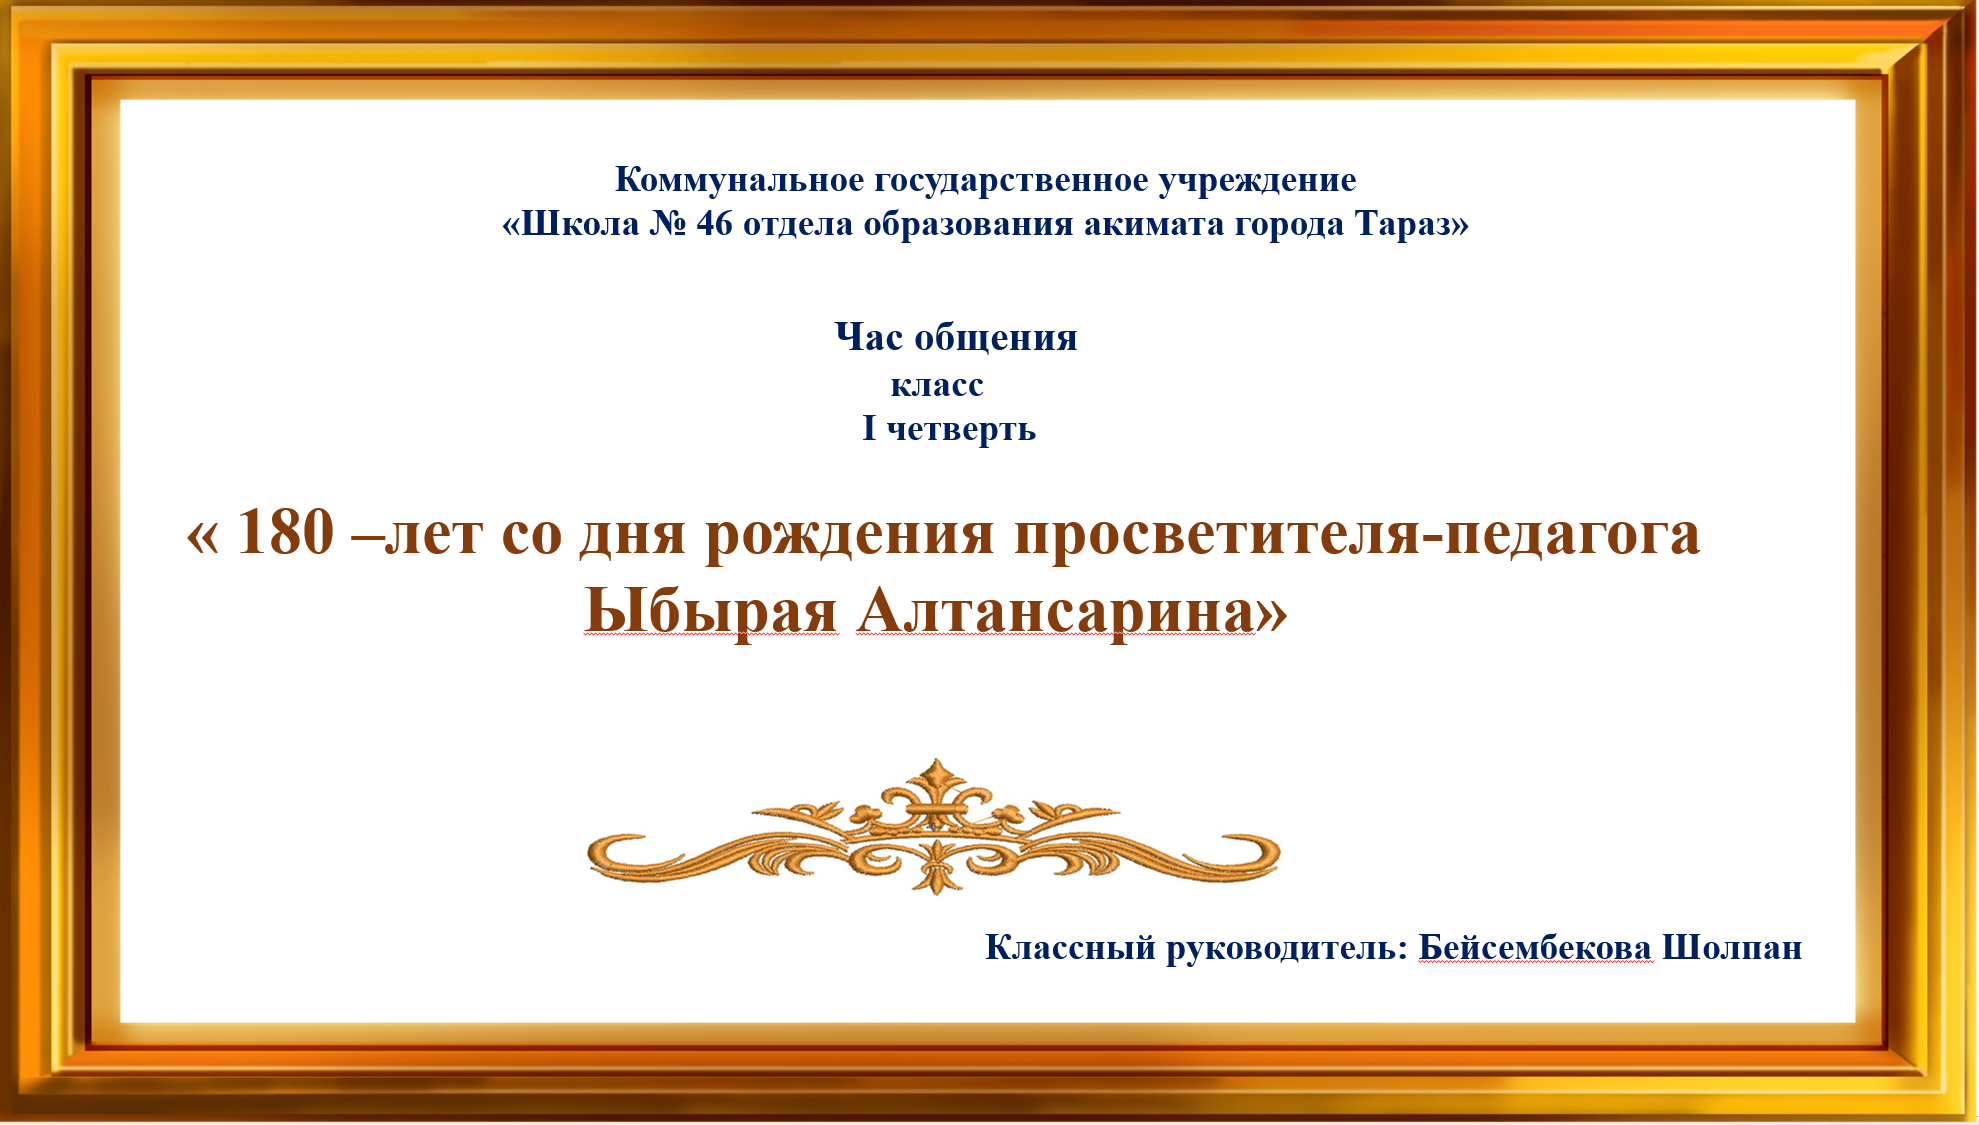 Коммунальное государственное учреждение
«Школа № 46 отдела образования акимата города Тараз»
Час общения
класс
I четверть
« 180 –лет со дня рождения просветителя-педагога
Ыбырая Алтансарина»
Классный руководитель: Бейсембекова Шолпан